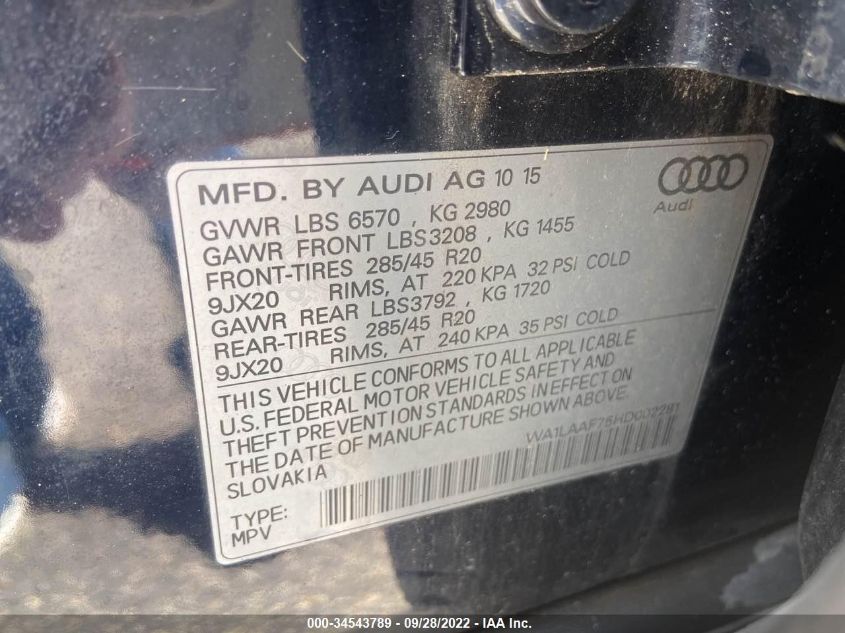 MFD. BY AUDI AG 10 15
Audi
GVWR LBS 6570 , KG 2980
GAWR FRONT LBS3208 , KG 1455
FRONT-TIRES 285/45 R20
9JX20 RIMS, AT 220 KPA 32 PSI COLD
GAWR REAR LBS3792 , KG 1720
REAR-TIRES 285/45 R20
9JX20 RIMS, AT 240 KPA 35 PSI COLD
THIS VEHICLE CONFORMS TO ALL APPLICABLE
U.S. FEDERAL MOTOR VEHICLE SAFETY AND
THEFT PREVENTION STANDARDS IN EFFECT ON
THE DATE OF MANUFACTURE SHOWN ABOVE.
SLOVAKIA
WA1LAAF75HD002291
TYPE:
MPV
000-34543789 - 09/28/2022 - IAA Inc.